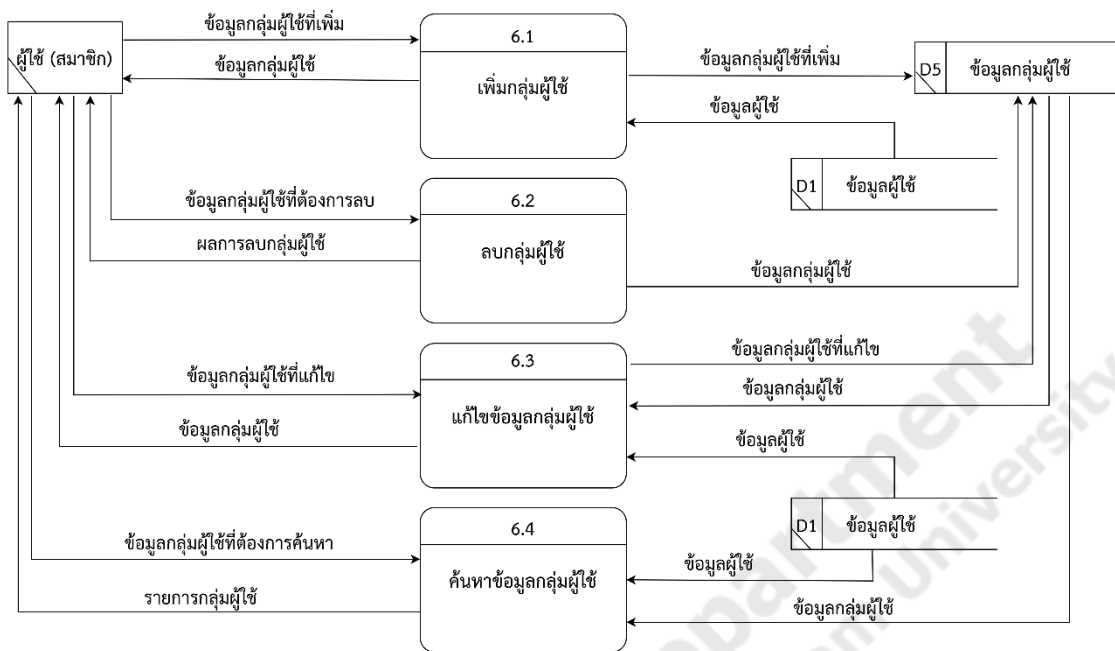 ข้อมูลกลุ่มผู้ใช้ที่เพิ่ม
6.1
ผู้ใช้ (สมาชิก)
ข้อมูลกลุ่มผู้ใช้
ข้อมูลกลุ่มผู้ใช้ที่เพิ่ม
D5
ข้อมูลกลุ่มผู้ใช้
เพิ่มกลุ่มผู้ใช้
ข้อมูลผู้ใช้
D1
ข้อมูลผู้ใช้
6.2
ข้อมูลกลุ่มผู้ใช้ที่ต้องการลบ
ผลการลบกลุ่มผู้ใช้
ลบกลุ่มผู้ใช้
ข้อมูลกลุ่มผู้ใช้
6.3
ข้อมูลกลุ่มผู้ใช้ที่แก้ไข
ข้อมูลกลุ่มผู้ใช้ที่แก้ไข
ข้อมูลกลุ่มผู้ใช้
แก้ไขข้อมูลกลุ่มผู้ใช้
ข้อมูลกลุ่มผู้ใช้
ข้อมูลผู้ใช้
D1
ข้อมูลผู้ใช้
6.4
ข้อมูลกลุ่มผู้ใช้ที่ต้องการค้นหา
ข้อมูลผู้ใช้
ค้นหาข้อมูลกลุ่มผู้ใช้
รายการกลุ่มผู้ใช้
ข้อมูลกลุ่มผู้ใช้
University